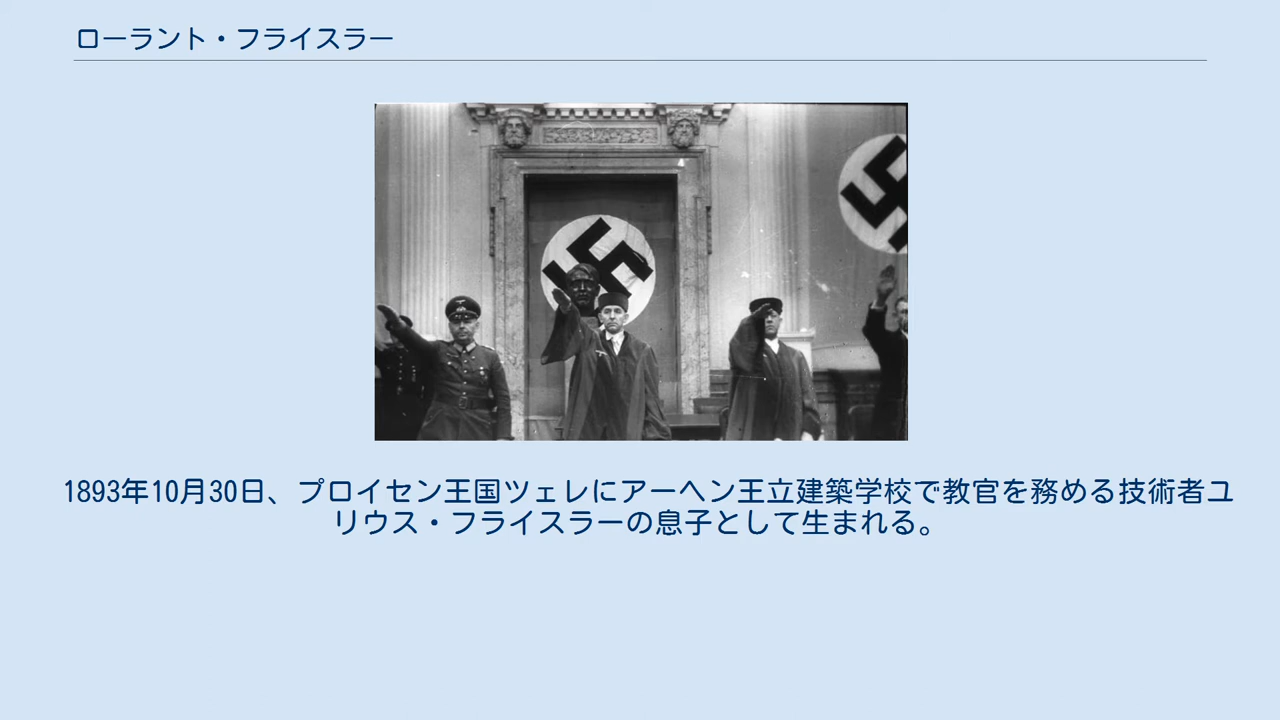 ローラント・フライスラー
1893年10月30日、プロイセン王国ツェレにアーヘン王立建築学校で教官を務める技術者ユ
リウス・フライスラーの息子として生まれる。